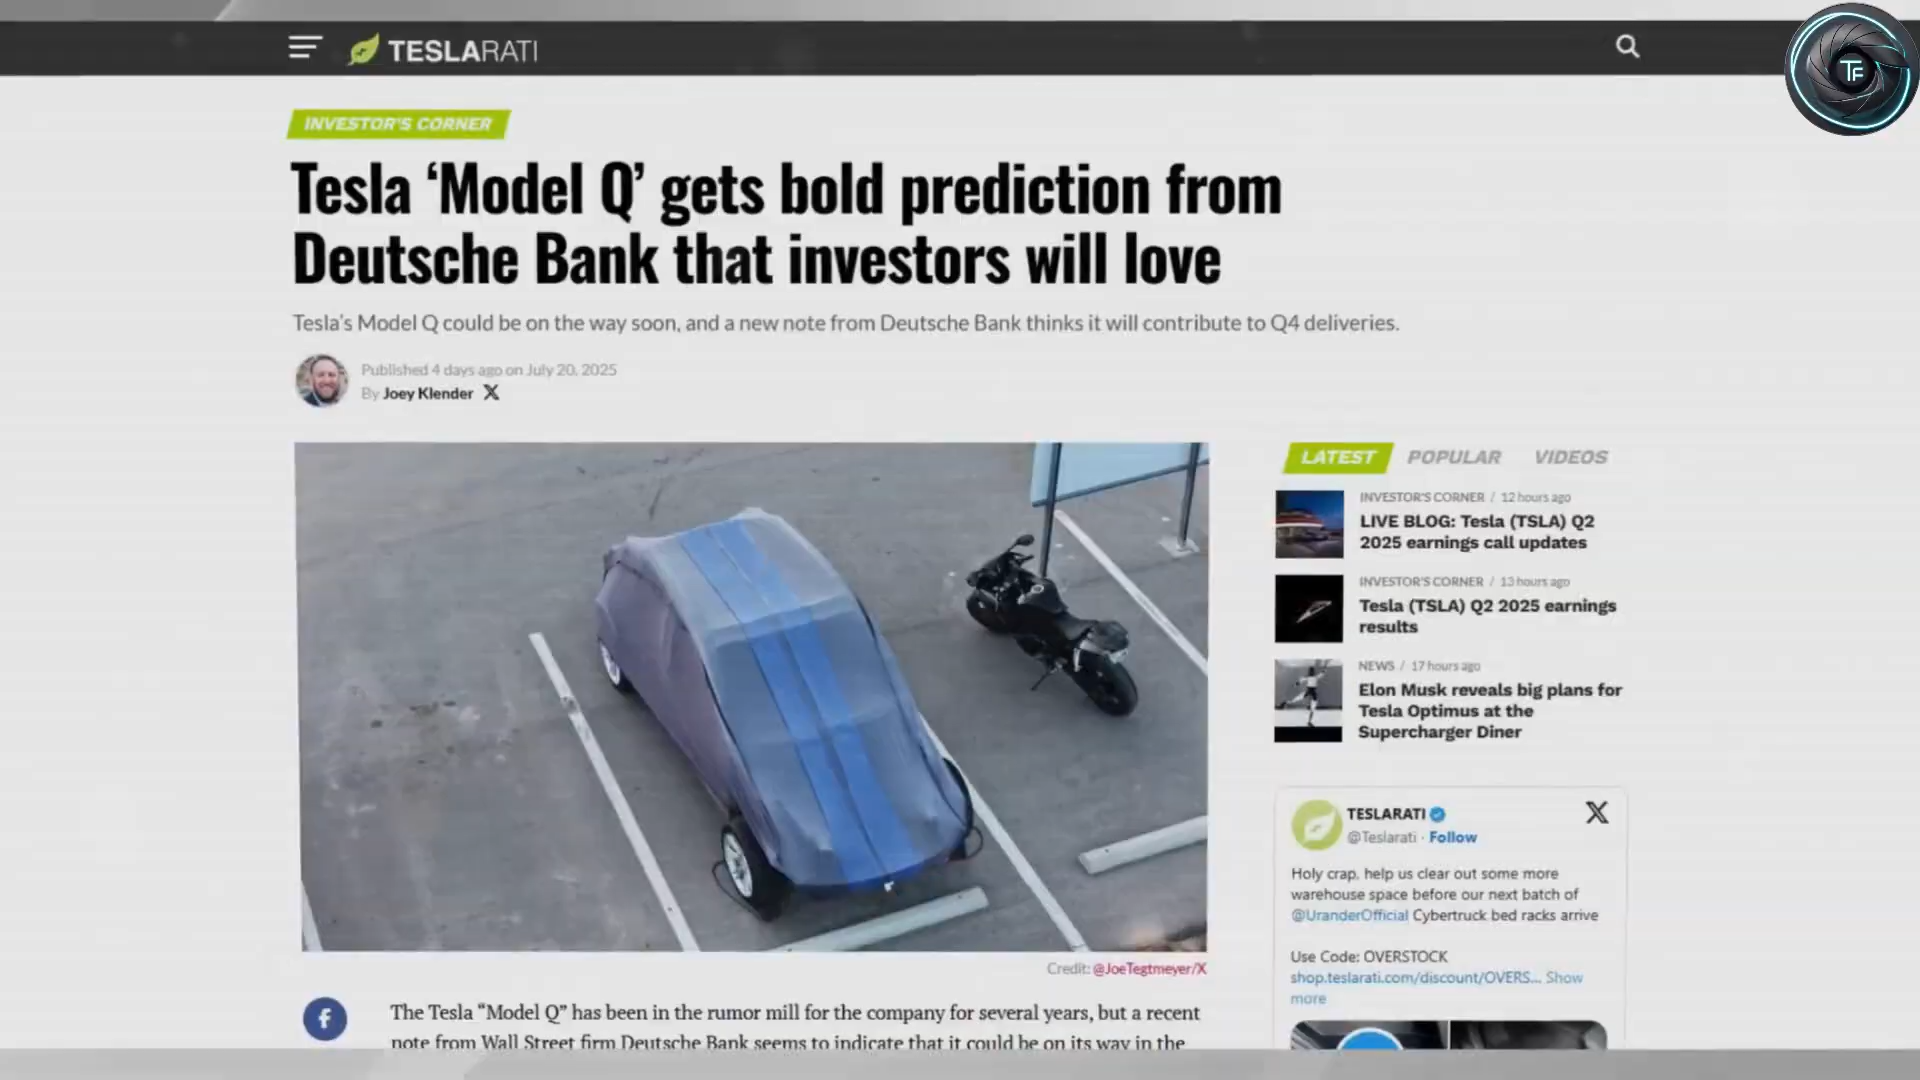 TESLARATI
TF
INVESTOR'S CORNER
Tesla ‘Model Q’ gets bold prediction from
Deutsche Bank that investors will love
Tesla's Model Q could be on the way soon, and a new note from Deutsche Bank thinks it will contribute to Q4 deliveries.
Published 4 days ago on July 20, 2025
By Joey Klender
Credit: @JoeTegtmeyer/X
The Tesla “Model Q” has been in the rumor mill for the company for several years, but a recent
note from Wall Street firm Deutsche Bank seems to indicate that it could be on its way in the
LATEST POPULAR VIDEOS
INVESTOR'S CORNER / 12 hours ago
LIVE BLOG: Tesla (TSLA) Q2
2025 earnings call updates
INVESTOR'S CORNER / 13 hours ago
Tesla (TSLA) Q2 2025 earnings
results
NEWS / 17 hours ago
Elon Musk reveals big plans for
Tesla Optimus at the
Supercharger Diner
TESLARATI
@Teslarati · Follow
Holy crap, help us clear out some more
warehouse space before our next batch of
@UranderOfficial Cybertruck bed racks arrive
Use Code: OVERSTOCK
shop.teslarati.com/discount/OVERS... Show
more